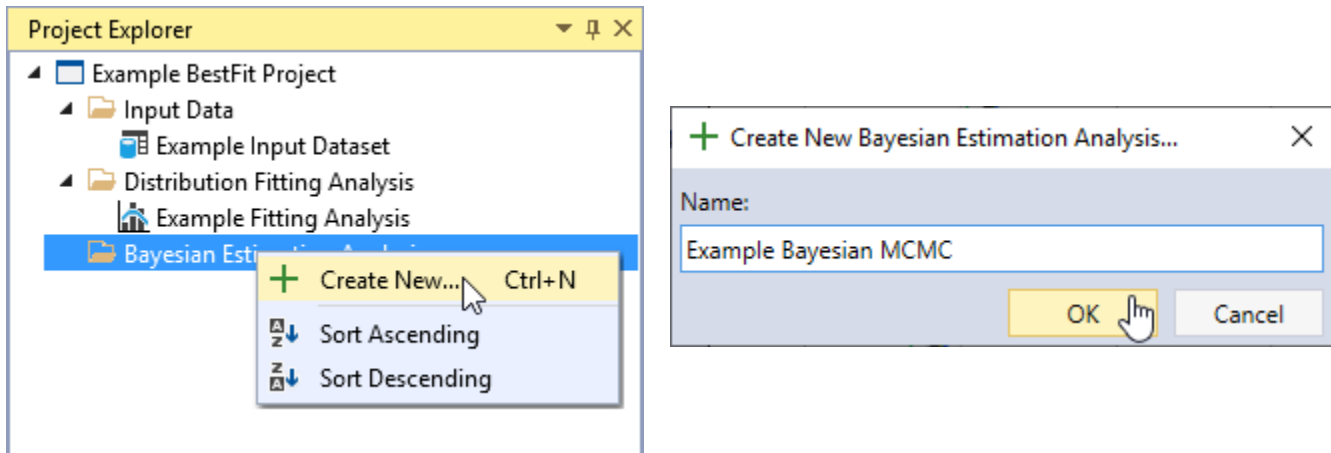 Project Explorer
Example BestFit Project
Input Data
Example Input Dataset
Distribution Fitting Analysis
Example Fitting Analysis
Bayesian
Create New... Ctrl+N
Sort Ascending
Sort Descending
Create New Bayesian Estimation Analysis...
Name:
Example Bayesian MCMC
OK Cancel